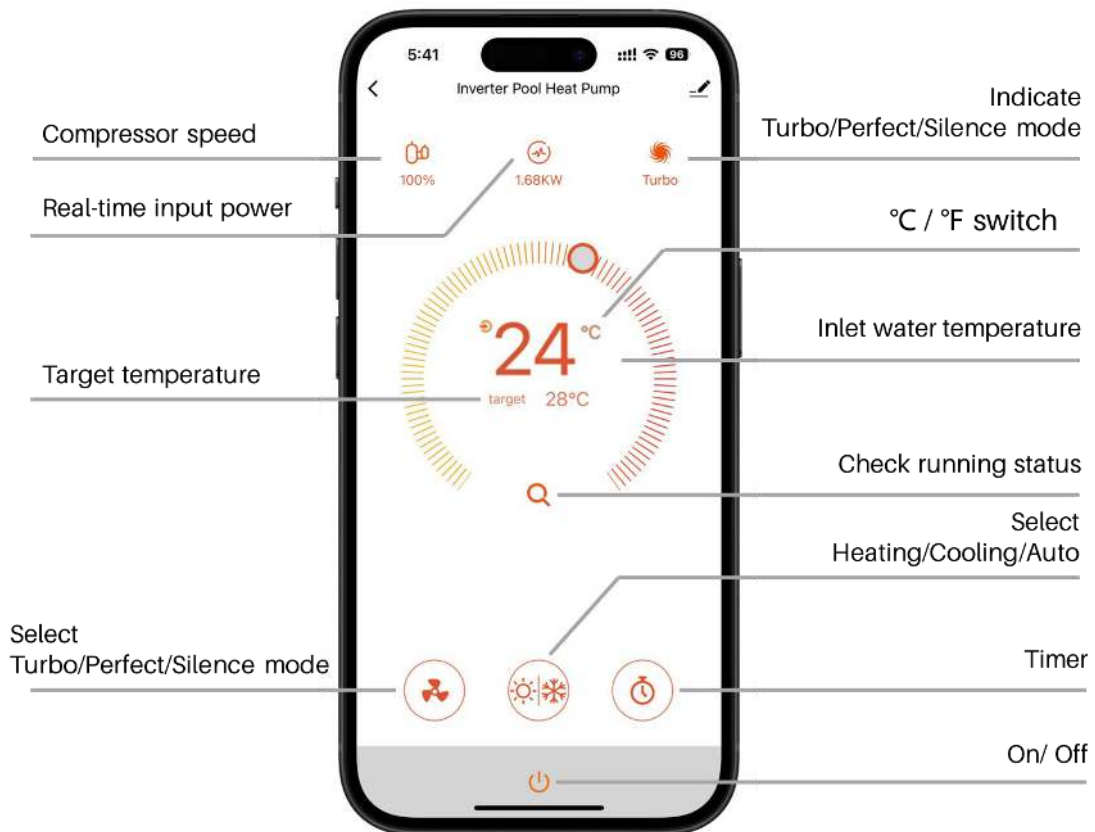 5:41
96
Inverter Pool Heat Pump
Indicate
Turbo/Perfect/Silence mode
Compressor speed
100%
1.68KW
Turbo
Real-time input power
°C / °F switch
24 °C
Inlet water temperature
Target temperature
target 28°C
Check running status
Select
Heating/Cooling/Auto
Select
Turbo/Perfect/Silence mode
Timer
On/ Off